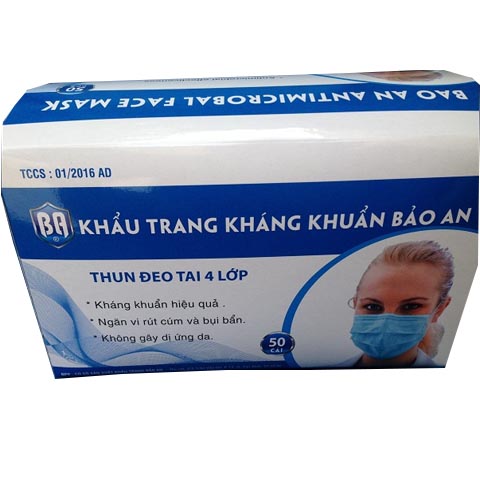 BAO AN ANTIMICROBAL FACE MASK
50
TCCS : 01/2016 AD
BA
KHẨU TRANG KHÁNG KHUẨN BẢO AN
THUN ĐEO TAI 4 LỚP
* Kháng khuẩn hiệu quả .
* Ngăn vi rút cúm và bụi bẩn.
* Không gây dị ứng da.
50
CÁI